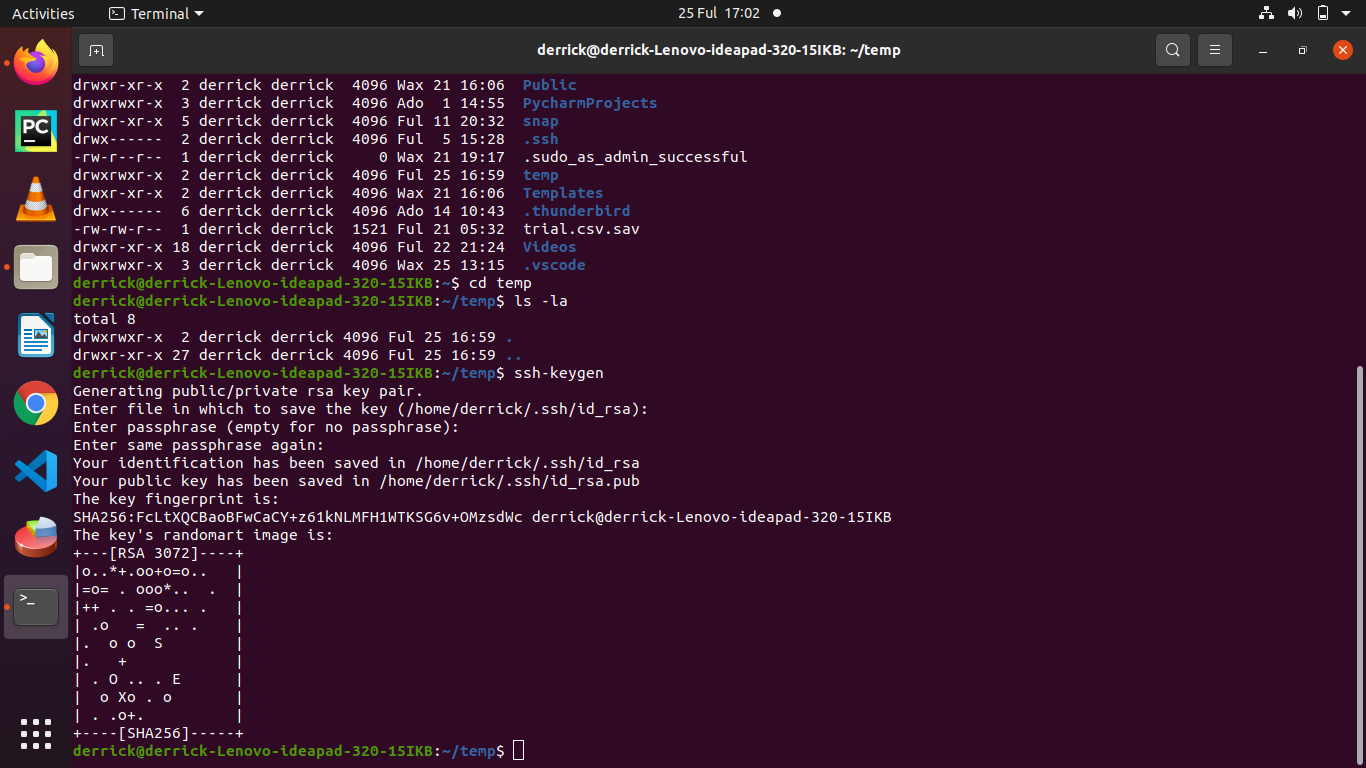 Activities Terminal 25 Ful 17:02
derrick@derrick-Lenovo-ideapad-320-15IKB: ~/temp
PC
drwxr-xr-x  2 derrick derrick  4096 Wax 21 16:06  Public
drwxrwxr-x  3 derrick derrick  4096 Ado  1 14:55  PycharmProjects
drwxr-xr-x  5 derrick derrick  4096 Ful 11 20:32  snap
drwx------  2 derrick derrick  4096 Ful  5 15:28  .ssh
-rw-r--r--  1 derrick derrick     0 Wax 21 19:17  .sudo_as_admin_successful
drwxrwxr-x  2 derrick derrick  4096 Ful 25 16:59  temp
drwxr-xr-x  2 derrick derrick  4096 Wax 21 16:06  Templates
drwx------  6 derrick derrick  4096 Ado 14 10:43  .thunderbird
-rw-rw-r--  1 derrick derrick  1521 Ful 21 05:32  trial.csv.sav
drwxr-xr-x 18 derrick derrick  4096 Ful 22 21:24  Videos
drwxrwxr-x  3 derrick derrick  4096 Wax 25 13:15  .vscode
derrick@derrick-Lenovo-ideapad-320-15IKB:~$ cd temp
derrick@derrick-Lenovo-ideapad-320-15IKB:~/temp$ ls -la
total 8
drwxrwxr-x  2 derrick derrick 4096 Ful 25 16:59 .
drwxr-xr-x 27 derrick derrick 4096 Ful 25 16:59 ..
derrick@derrick-Lenovo-ideapad-320-15IKB:~/temp$ ssh-keygen
Generating public/private rsa key pair.
Enter file in which to save the key (/home/derrick/.ssh/id_rsa):
Enter passphrase (empty for no passphrase):
Enter same passphrase again:
Your identification has been saved in /home/derrick/.ssh/id_rsa
Your public key has been saved in /home/derrick/.ssh/id_rsa.pub
The key fingerprint is:
SHA256:FcLtXQCBaoBFwCaCY+z61kNLMFH1WTKSG6v+OMzsdWc derrick@derrick-Lenovo-ideapad-320-15IKB
The key's randomart image is:
+---[RSA 3072]----+
|o..*+.oo+o=o..   |
|=o= . ooo*..  .  |
|++ . . =o... .   |
| .o   =  .. .    |
|.  o o  S        |
|.   +            |
| . O .. . E      |
|  o Xo . o       |
| . .o+.          |
+----[SHA256]-----+
derrick@derrick-Lenovo-ideapad-320-15IKB:~/temp$